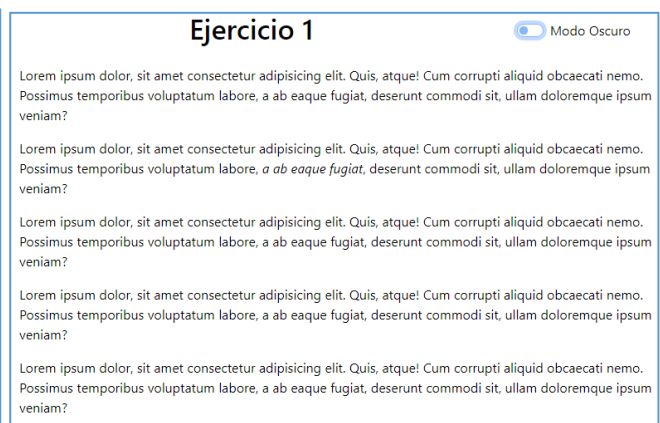 Ejercicio 1
Modo Oscuro
Lorem ipsum dolor, sit amet consectetur adipisicing elit. Quis, atque! Cum corrupti aliquid obcaecati nemo.
Possimus temporibus voluptatum labore, a ab eaque fugiat, deserunt commodi sit, ullam doloremque ipsum
veniam?
Lorem ipsum dolor, sit amet consectetur adipisicing elit. Quis, atque! Cum corrupti aliquid obcaecati nemo.
Possimus temporibus voluptatum labore, a ab eaque fugiat, deserunt commodi sit, ullam doloremque ipsum
veniam?
Lorem ipsum dolor, sit amet consectetur adipisicing elit. Quis, atque! Cum corrupti aliquid obcaecati nemo.
Possimus temporibus voluptatum labore, a ab eaque fugiat, deserunt commodi sit, ullam doloremque ipsum
veniam?
Lorem ipsum dolor, sit amet consectetur adipisicing elit. Quis, atque! Cum corrupti aliquid obcaecati nemo.
Possimus temporibus voluptatum labore, a ab eaque fugiat, deserunt commodi sit, ullam doloremque ipsum
veniam?
Lorem ipsum dolor, sit amet consectetur adipisicing elit. Quis, atque! Cum corrupti aliquid obcaecati nemo.
Possimus temporibus voluptatum labore, a ab eaque fugiat, deserunt commodi sit, ullam doloremque ipsum
veniam?